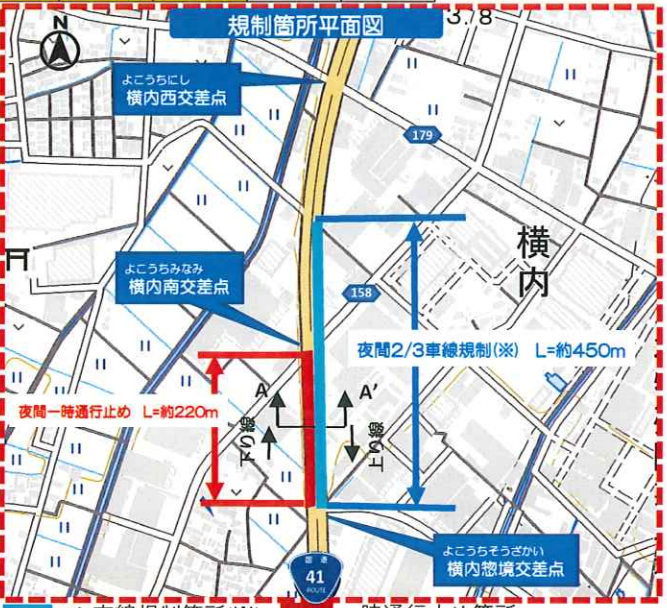 規制箇所平面図
3.8
N
よこうちにし
横内西交差点
179
横内
よこうちみなみ
横内南交差点
158
夜間2/3車線規制(※) L=約450m
夜間一時通行止め L=約220m
A
A'
下り線
上り線
よこうちそうざかい
横内惣境交差点
国道
41
ROUTE